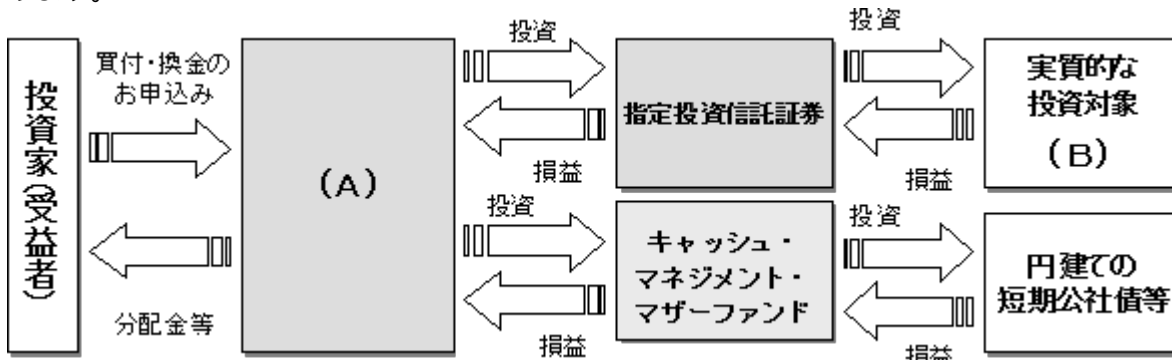 投資家（受益者）
買付・換金の
お申込み
分配金等
（A）
投資
損益
投資
損益
指定投資信託証券
キャッシュ・
マネジメント・
マザーファンド
投資
損益
投資
損益
実質的な
投資対象
（B）
円建ての
短期公社債等